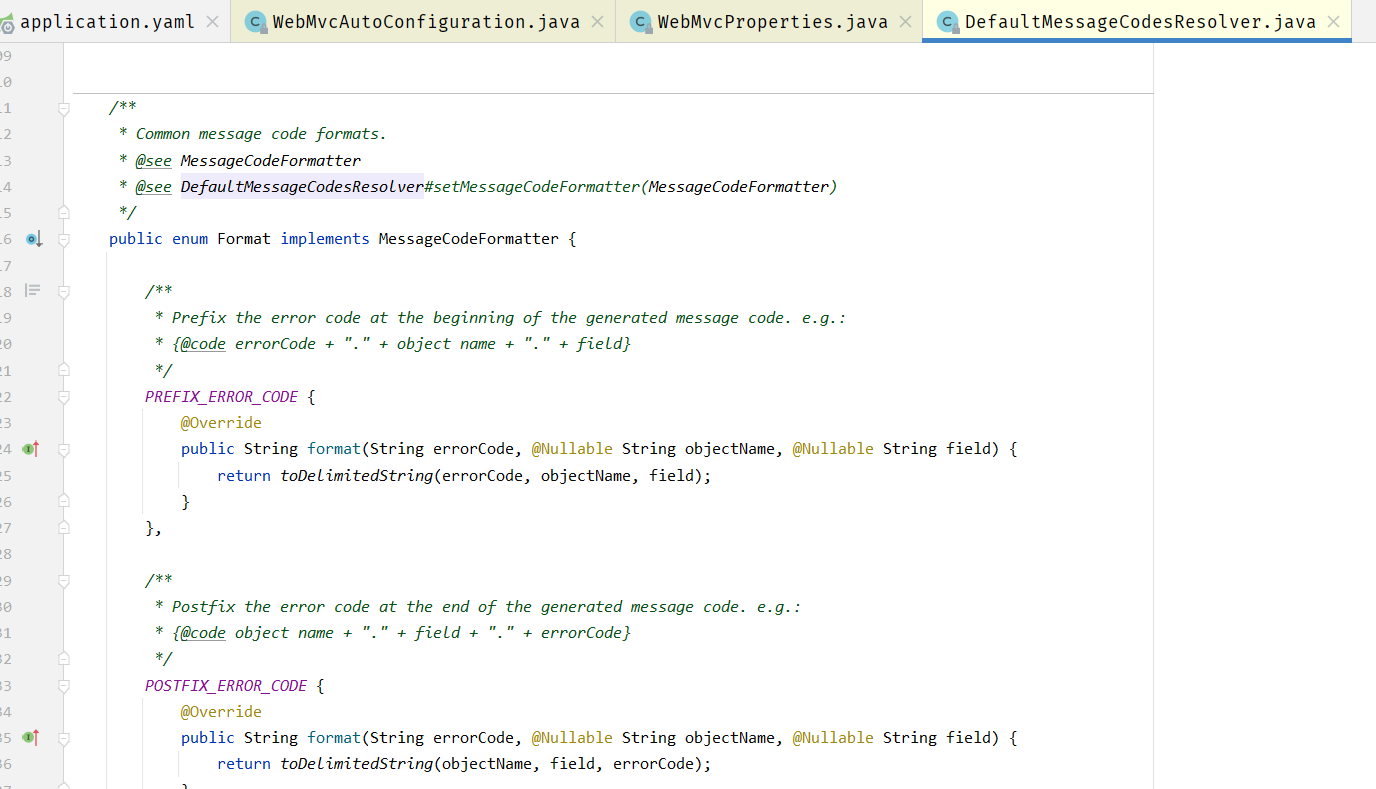 application.yaml WebMvcAutoConfiguration.java WebMvcProperties.java DefaultMessageCodesResolver.java
09
10
11 /**
12 * Common message code formats.
13 * @see MessageCodeFormatter
14 * @see DefaultMessageCodesResolver#setMessageCodeFormatter(MessageCodeFormatter)
15 */
16 public enum Format implements MessageCodeFormatter {
17
18 /**
19 * Prefix the error code at the beginning of the generated message code. e.g.:
20 * {@code errorCode + "." + object name + "." + field}
21 */
22 PREFIX_ERROR_CODE {
23 @Override
24 public String format(String errorCode, @Nullable String objectName, @Nullable String field) {
25 return toDelimitedString(errorCode, objectName, field);
26 }
27 },
28
29 /**
30 * Postfix the error code at the end of the generated message code. e.g.:
31 * {@code object name + "." + field + "." + errorCode}
32 */
33 POSTFIX_ERROR_CODE {
34 @Override
35 public String format(String errorCode, @Nullable String objectName, @Nullable String field) {
36 return toDelimitedString(objectName, field, errorCode);
37 }